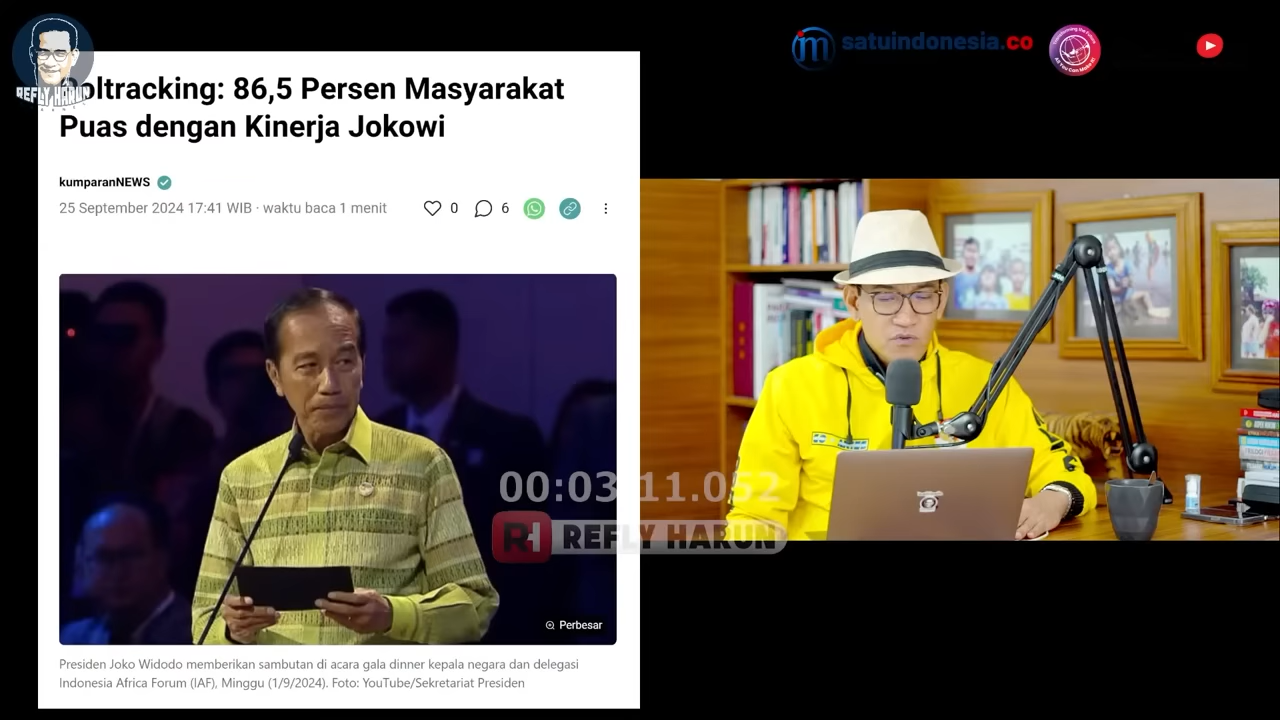 REFLY HARUN
satuindonesia.co
Poltracking: 86,5 Persen Masyarakat
Puas dengan Kinerja Jokowi
kumparanNEWS
25 September 2024 17:41 WIB · waktu baca 1 menit
0
6
00:03:11.052
RH REFLY HARUN
Perbesar
Presiden Joko Widodo memberikan sambutan di acara gala dinner kepala negara dan delegasi
Indonesia Africa Forum (IAF), Minggu (1/9/2024). Foto: YouTube/Sekretariat Presiden